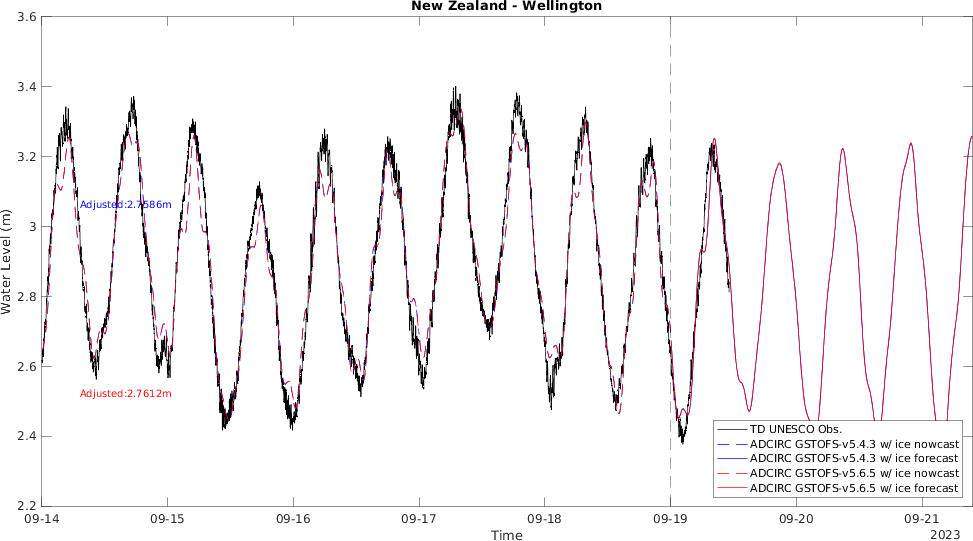 New Zealand - Wellington
3.6
3.4
3.2
3
2.8
2.6
2.4
2.2
Water Level (m)
Adjusted:2.7586m
Adjusted:2.7612m
TD UNESCO Obs.
ADCIRC GSTOFS-v5.4.3 w/ ice nowcast
ADCIRC GSTOFS-v5.4.3 w/ ice forecast
ADCIRC GSTOFS-v5.6.5 w/ ice nowcast
ADCIRC GSTOFS-v5.6.5 w/ ice forecast
09-14 09-15 09-16 09-17 09-18 09-19 09-20 09-21
Time
2023